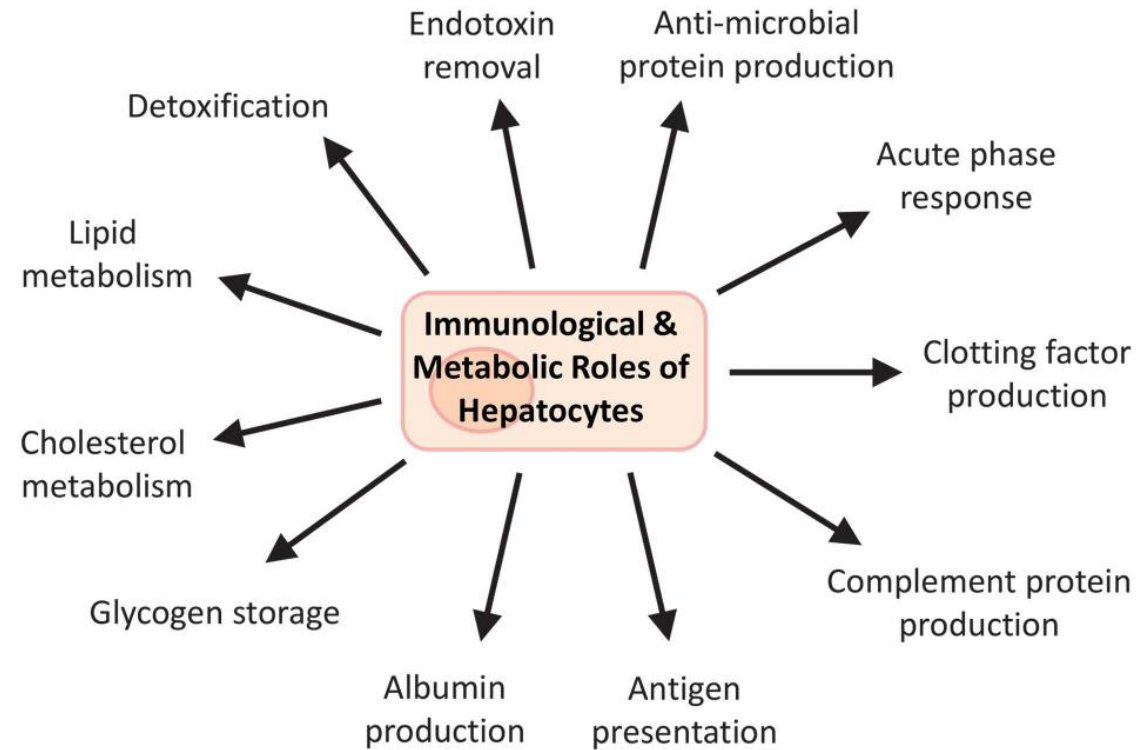 Endotoxin
removal
Anti-microbial
protein production
Detoxification
Acute phase
response
Lipid
metabolism
Immunological &
Metabolic Roles of
Hepatocytes
Clotting factor
production
Cholesterol
metabolism
Complement protein
production
Glycogen storage
Albumin
production
Antigen
presentation